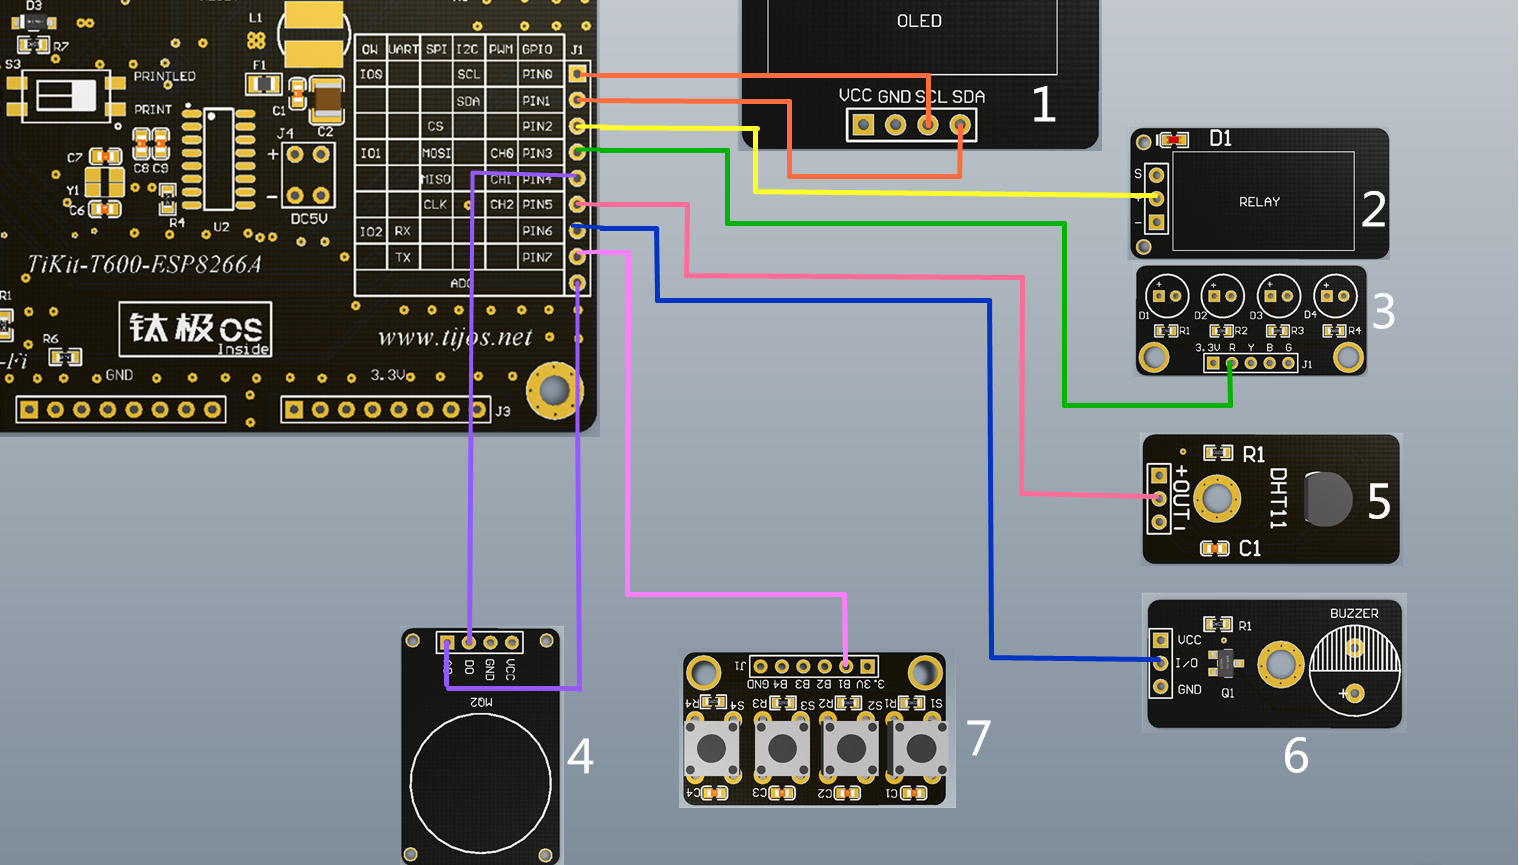 D3
R7
S3
PRINTLED
PRINT
L1
F1
C1
C2
C7
C8 C9
Y1
C6
R4
U2
J4
+
-
DC5V
OW UART SPI I2C PWM GPIO J1
IO0 SCL PIN0
SDA PIN1
CS PIN2
IO1 MOSI CH0 PIN3
MISO CH1 PIN4
CLK CH2 PIN5
IO2 RX PIN6
TX PIN7
ADC
TiKit-T600-ESP8266A
钛极OS
Inside
www.tijos.net
R1
R6
-Fi
GND
3.3V
J3
OLED
VCC GND SCL SDA
1
D1
S
+
-
RELAY
2
+ + + +
D1 D2 D3 D4
R1 R2 R3 R4
3.3V R Y B G
J1
3
R1
+OUT-
DHT11
C1
5
BUZZER
VCC
I/O
GND
R1
Q1
+
6
DO GND VCC
MQ2
4
J1
GND B4 B3 B2 B1 3.3V
R4 S4 R3 S3 R2 S2 R1 S1
C4 C3 C2 C1
7